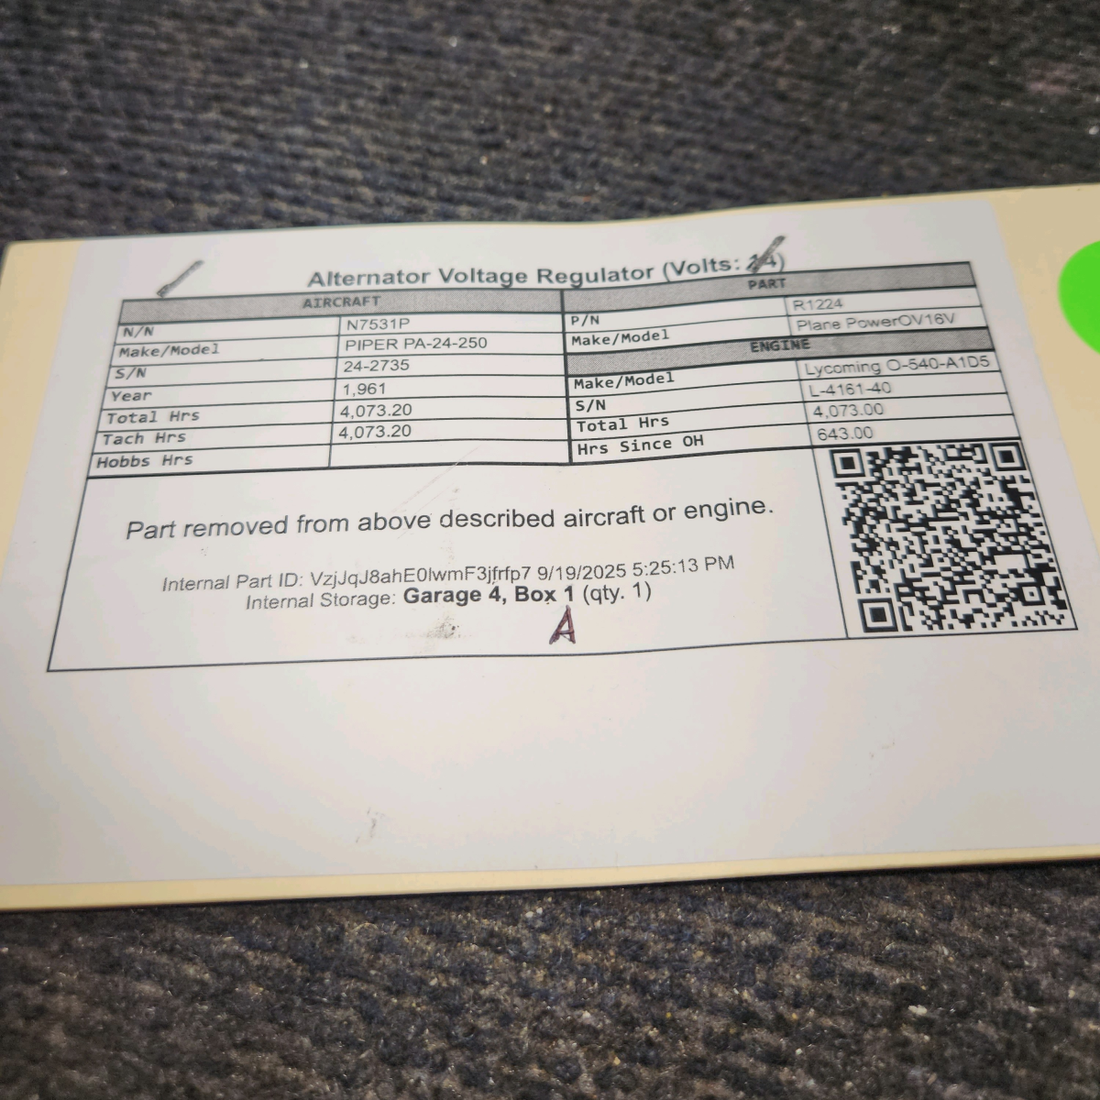 Alternator Voltage Regulator (Volts: 14)
AIRCRAFT
N/N N7531P
Make/Model PIPER PA-24-250
S/N 24-2735
Year 1,961
Total Hrs 4,073.20
Tach Hrs 4,073.20
Hobbs Hrs
PART
P/N R1224
Make/Model Plane PowerOV16V
ENGINE
Make/Model Lycoming O-540-A1D5
S/N L-4161-40
Total Hrs 4,073.00
Hrs Since OH 643.00
Part removed from above described aircraft or engine.
Internal Part ID: VzjJqJ8ahE0lwmF3jfrfp7 9/19/2025 5:25:13 PM
Internal Storage: Garage 4, Box 1 (qty. 1)
A